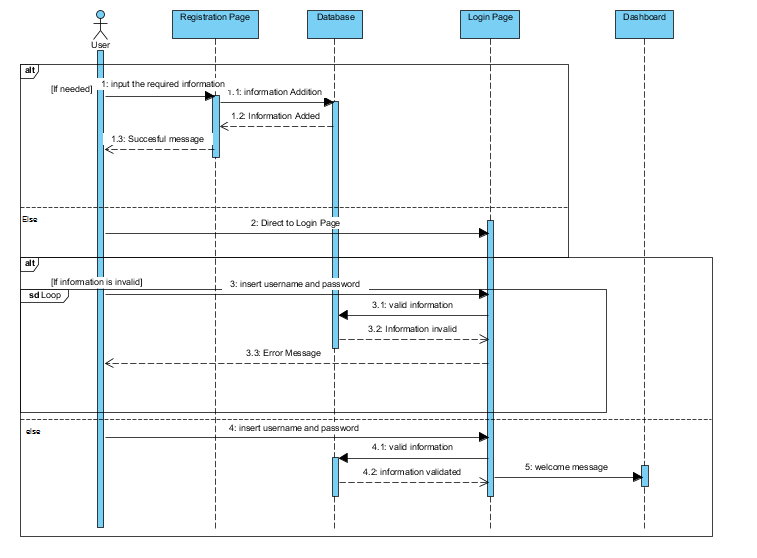 Registration Page
Database
Login Page
Dashboard
User
alt
[If needed]
1: input the required information
1.1: information Addition
1.2: Information Added
1.3: Succesful message
Else
2: Direct to Login Page
alt
[If information is invalid]
3: insert username and password
sd Loop
3.1: valid information
3.2: Information invalid
3.3: Error Message
else
4: insert username and password
4.1: valid information
4.2: information validated
5: welcome message